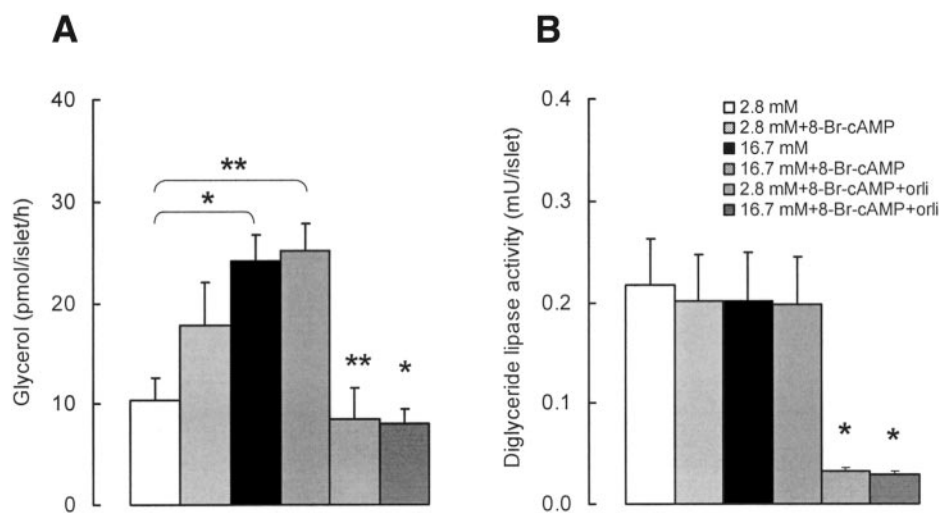 A
Glycerol (pmol/islet/h)
40
30
20
10
0
**
*
**
*
B
Diglyceride lipase activity (mU/islet)
0.4
0.3
0.2
0.1
0.0
2.8 mM
2.8 mM+8-Br-cAMP
16.7 mM
16.7 mM+8-Br-cAMP
2.8 mM+8-Br-cAMP+orli
16.7 mM+8-Br-cAMP+orli
*
*